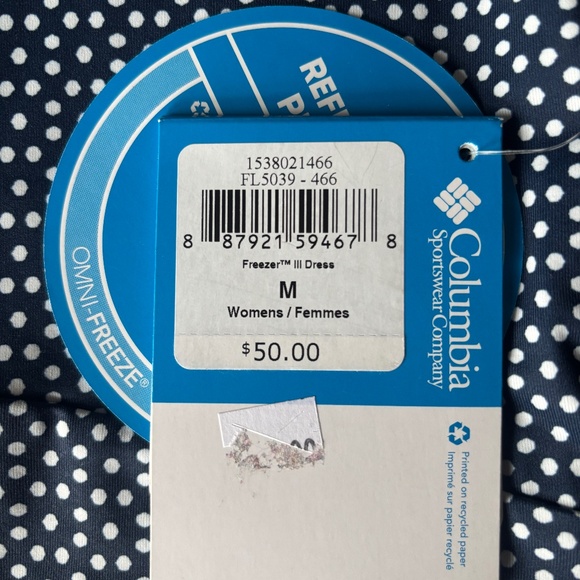 REF
OMNI-FREEZE®
1538021466
FL5039 - 466
8 87921 59467 8
Freezer™ III Dress
M
Womens / Femmes
$50.00
Columbia
Sportswear Company
Printed on recycled paper
Imprimé sur papier recyclé